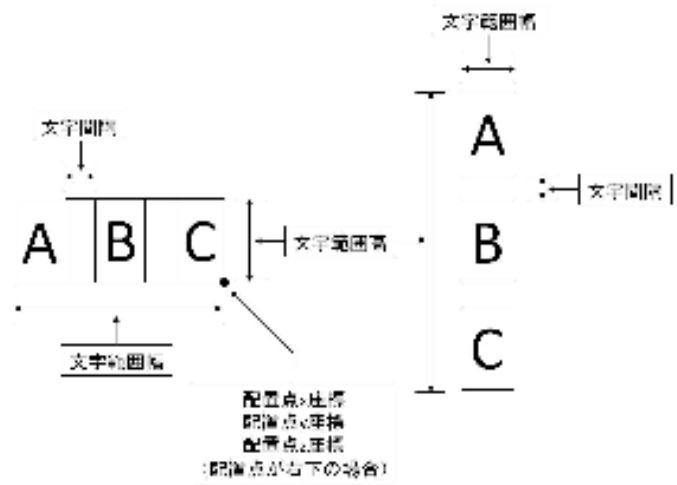 文字範囲幅
文字間隔
A
文字間隔
A B C
文字範囲高
B
文字範囲幅
C
配置点x座標
配置点y座標
配置点z座標
(配置点が右下の場合)